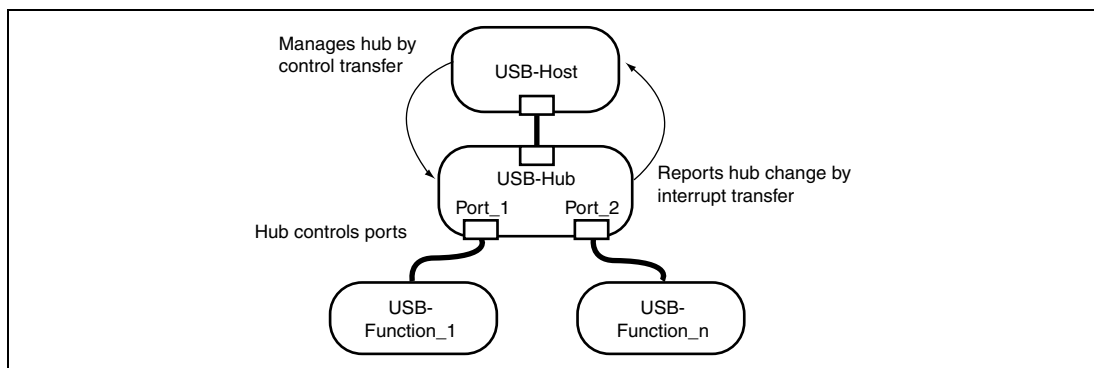 Manages hub by
control transfer
USB-Host
USB-Hub
Reports hub change by
interrupt transfer
Port_1
Port_2
Hub controls ports
USB-
Function_1
USB-
Function_n